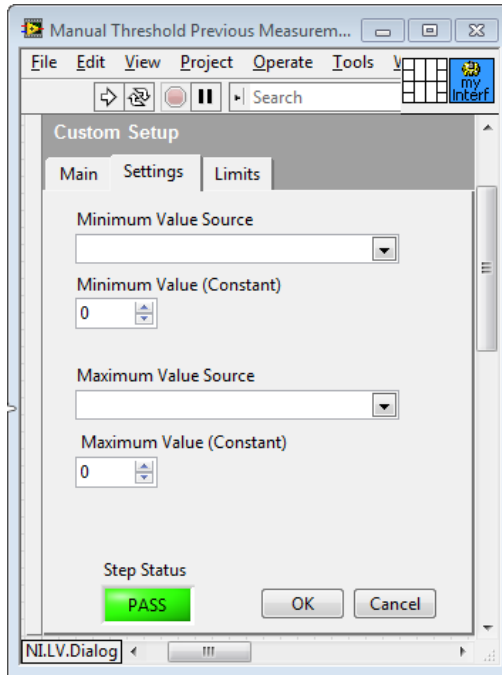 Manual Threshold Previous Measurem...
File Edit View Project Operate Tools
Search
my
Interf
Custom Setup
Main Settings Limits
Minimum Value Source
Minimum Value (Constant)
0
Maximum Value Source
Maximum Value (Constant)
0
Step Status
PASS OK Cancel
NI.LV.Dialog